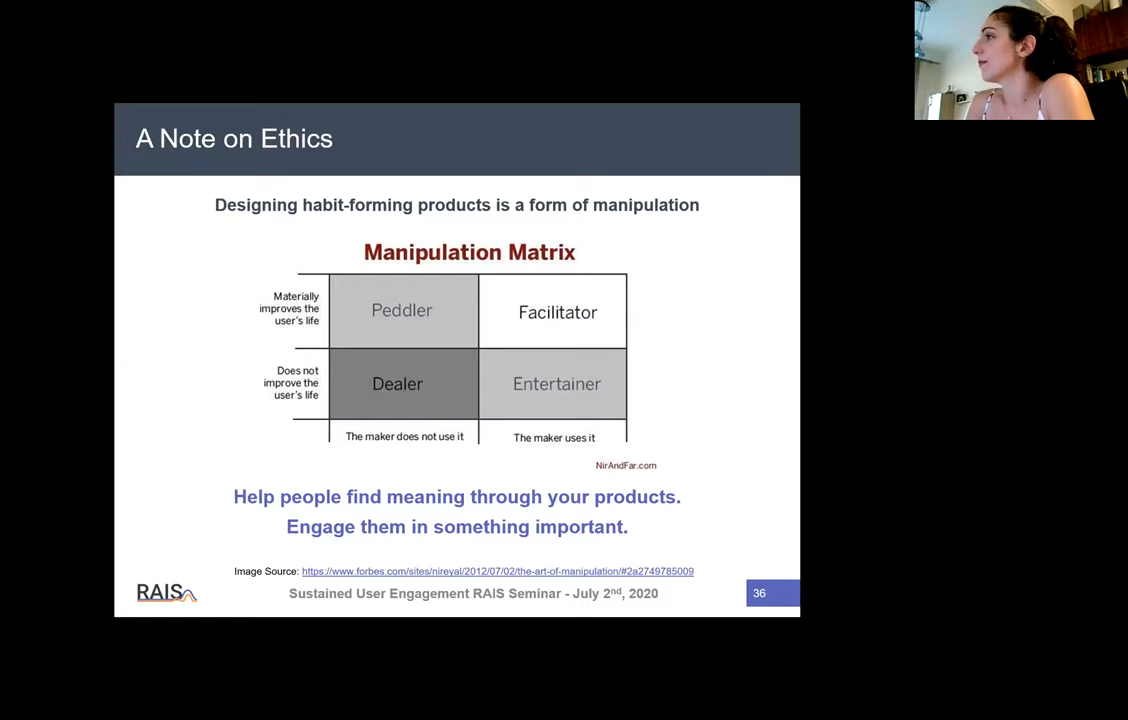 A Note on Ethics
Designing habit-forming products is a form of manipulation
Manipulation Matrix
Materially
improves the
user's life
Peddler
Facilitator
Does not
improve the
user's life
Dealer
Entertainer
The maker does not use it
The maker uses it
NirAndFar.com
Help people find meaning through your products.
Engage them in something important.
Image Source: https://www.forbes.com/sites/nireyal/2012/07/02/the-art-of-manipulation/#2a2749785009
RAIS
Sustained User Engagement RAIS Seminar - July 2nd, 2020
36